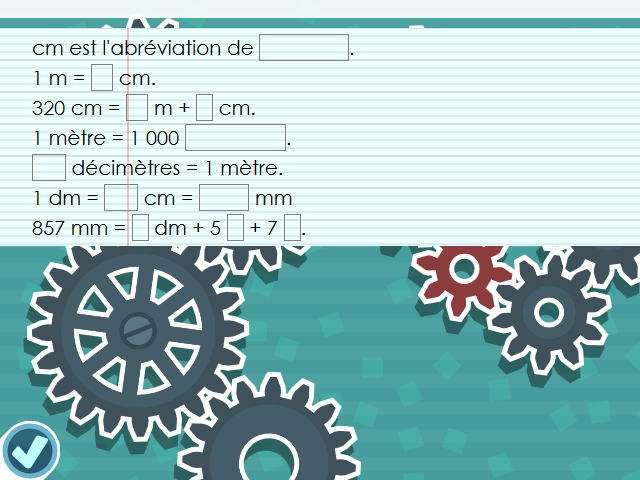 cm est l'abréviation de .
1 m = cm.
320 cm = m + cm.
1 mètre = 1 000 .
décimètres = 1 mètre.
1 dm = cm = mm
857 mm = dm + 5 + 7 .